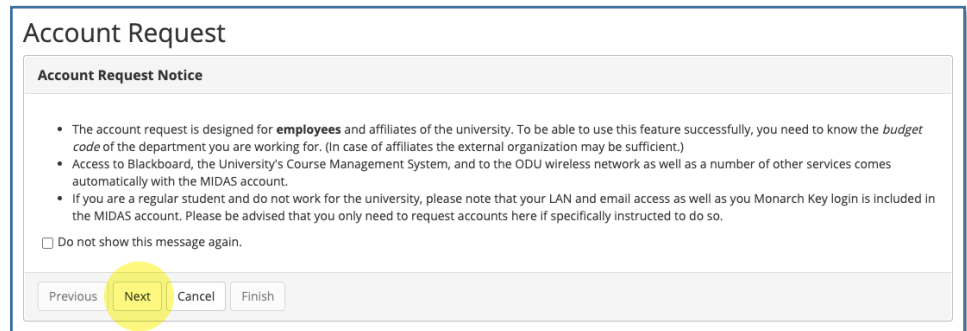 Account Request
Account Request Notice
• The account request is designed for employees and affiliates of the university. To be able to use this feature successfully, you need to know the budget
code of the department you are working for. (In case of affiliates the external organization may be sufficient.)
• Access to Blackboard, the University's Course Management System, and to the ODU wireless network as well as a number of other services comes
automatically with the MIDAS account.
• If you are a regular student and do not work for the university, please note that your LAN and email access as well as you Monarch Key login is included in
the MIDAS account. Please be advised that you only need to request accounts here if specifically instructed to do so.
Do not show this message again.
Previous Next Cancel Finish